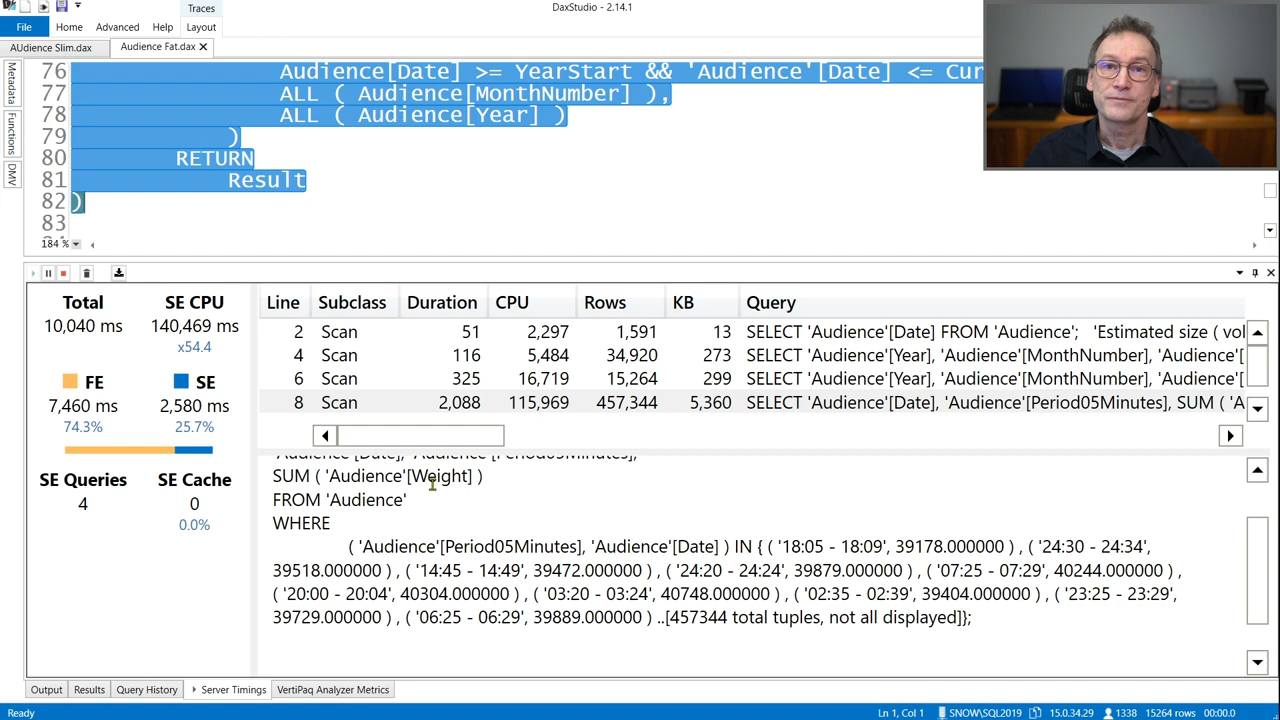 Traces
DaxStudio - 2.14.1
File Home Advanced Help Layout
AUdience Slim.dax Audience Fat.dax
Metadata
Functions
DMV
76 Audience[Date] >= YearStart && 'Audience'[Date] <= Cur
77 ALL ( Audience[MonthNumber] ),
78 ALL ( Audience[Year] )
79 )
80 RETURN
81 Result
82 )
83
184 %
Total SE CPU
10,040 ms 140,469 ms
x54.4
FE SE
7,460 ms 2,580 ms
74.3% 25.7%
SE Queries SE Cache
4 0
0.0%
Line Subclass Duration CPU Rows KB Query
2 Scan 51 2,297 1,591 13 SELECT 'Audience'[Date] FROM 'Audience'; 'Estimated size ( vol
4 Scan 116 5,484 34,920 273 SELECT 'Audience'[Year], 'Audience'[MonthNumber], 'Audience'[
6 Scan 325 16,719 15,264 299 SELECT 'Audience'[Year], 'Audience'[MonthNumber], 'Audience'[
8 Scan 2,088 115,969 457,344 5,360 SELECT 'Audience'[Date], 'Audience'[Period05Minutes], SUM ( 'A
'Audience'[Date], 'Audience'[Period05Minutes],
SUM ( 'Audience'[Weight] )
FROM 'Audience'
WHERE
( 'Audience'[Period05Minutes], 'Audience'[Date] ) IN { ( '18:05 - 18:09', 39178.000000 ) , ( '24:30 - 24:34',
39518.000000 ) , ( '14:45 - 14:49', 39472.000000 ) , ( '24:20 - 24:24', 39879.000000 ) , ( '07:25 - 07:29', 40244.000000 ) ,
( '20:00 - 20:04', 40304.000000 ) , ( '03:20 - 03:24', 40748.000000 ) , ( '02:35 - 02:39', 39404.000000 ) , ( '23:25 - 23:29',
39729.000000 ) , ( '06:25 - 06:29', 39889.000000 ) ..[457344 total tuples, not all displayed]};
Output Results Query History Server Timings VertiPaq Analyzer Metrics
Ready Ln 1, Col 1 SNOW\SQL2019 15.0.34.29 1338 15264 rows 00:00.0